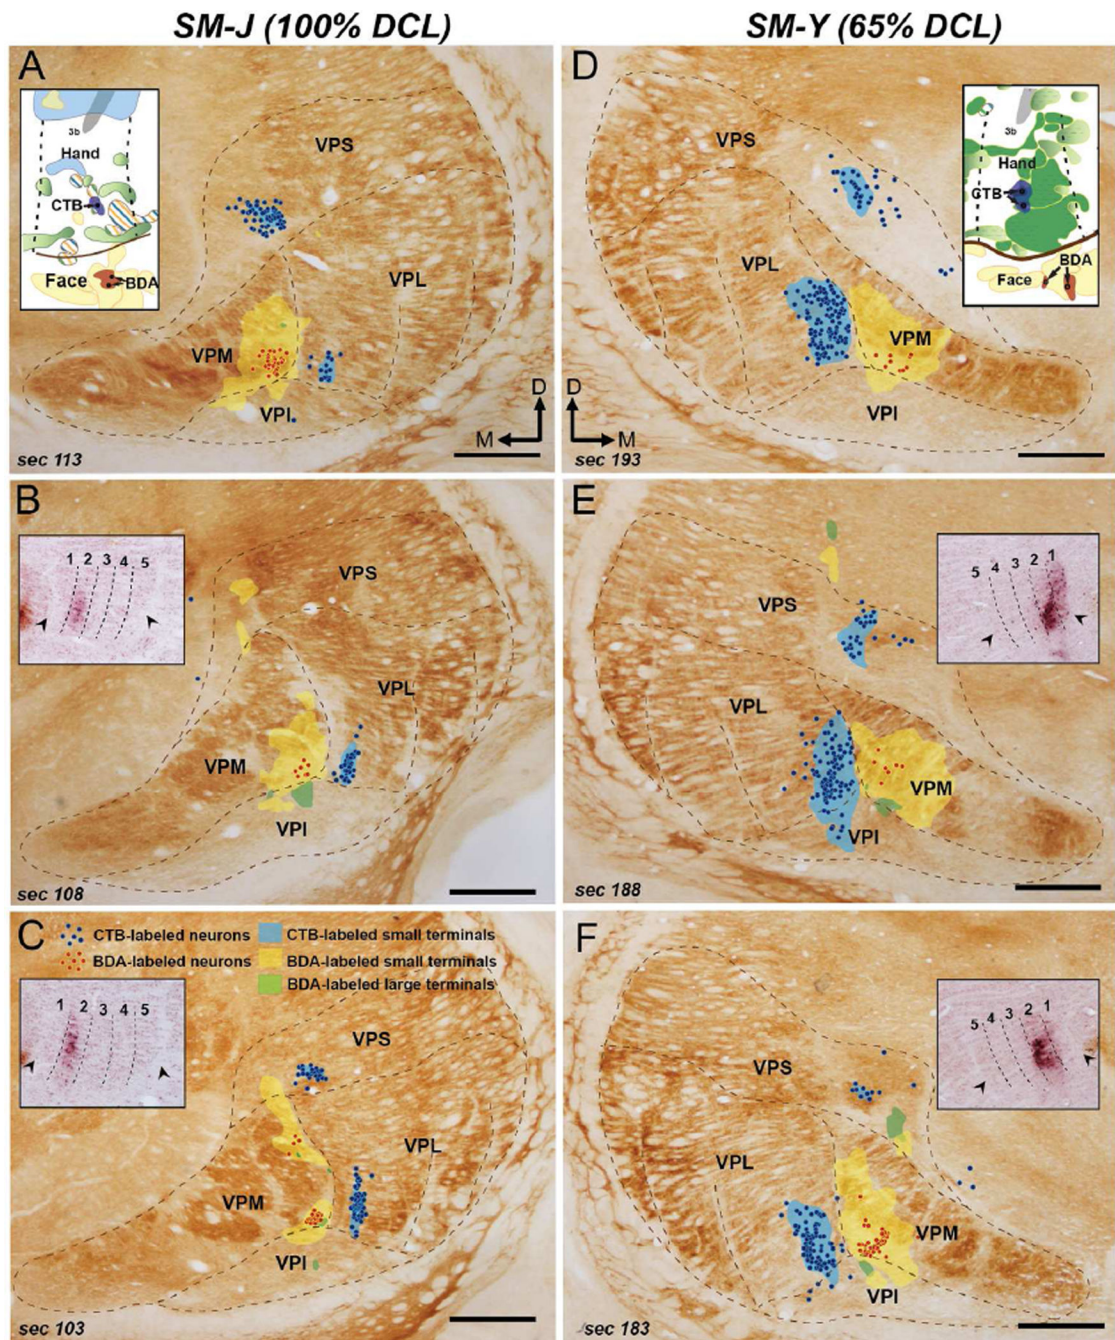 SM-J (100% DCL)
SM-Y (65% DCL)
A
3b
Hand
CTB
Face
BDA
VPS
VPL
VPM
VPI
D
M
sec 113
D
3b
Hand
CTB
BDA
Face
VPS
VPL
VPM
VPI
D
M
sec 193
B
1 2 3 4 5
VPS
VPL
VPM
VPI
sec 108
E
5 4 3 2 1
VPS
VPL
VPM
VPI
sec 188
C
CTB-labeled neurons
CTB-labeled small terminals
BDA-labeled neurons
BDA-labeled small terminals
BDA-labeled large terminals
1 2 3 4 5
VPS
VPL
VPM
VPI
sec 103
F
5 4 3 2 1
VPS
VPL
VPM
VPI
sec 183